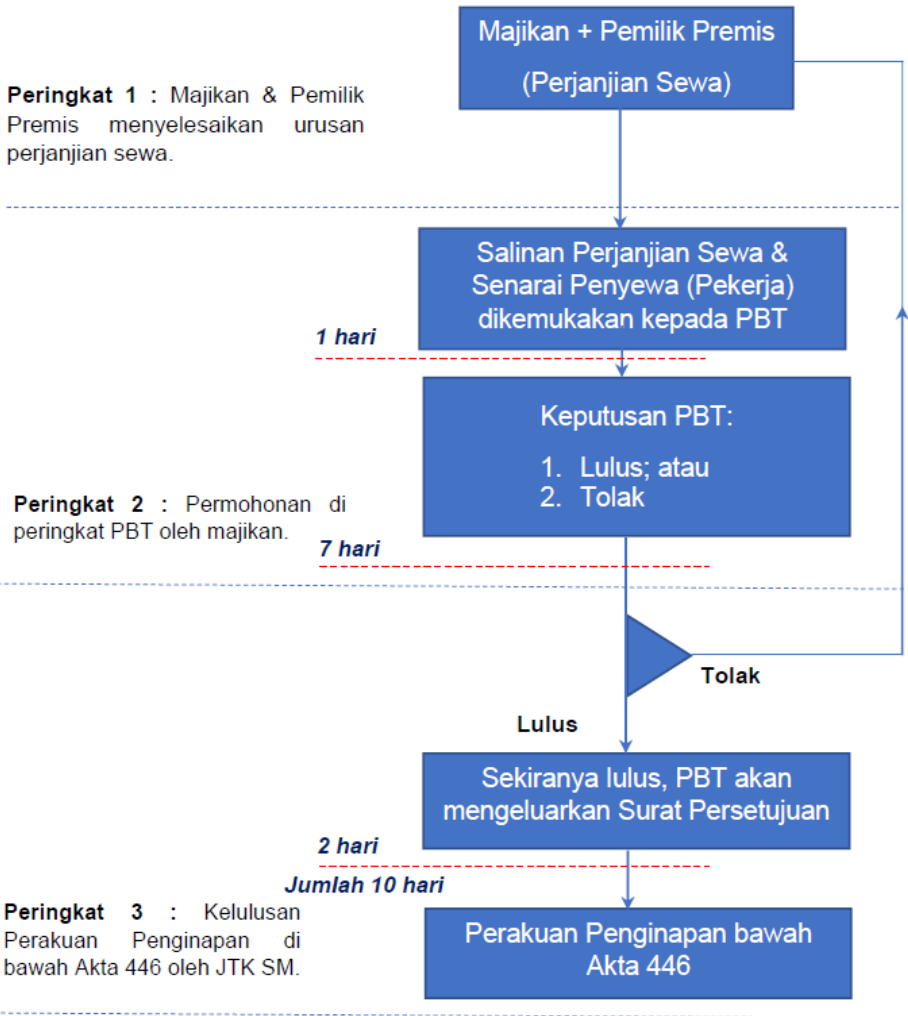 Majikan + Pemilik Premis
(Perjanjian Sewa)
Peringkat 1 : Majikan & Pemilik
Premis menyelesaikan urusan
perjanjian sewa.
Salinan Perjanjian Sewa &
Senarai Penyewa (Pekerja)
dikemukakan kepada PBT
1 hari
Keputusan PBT:
1. Lulus; atau
2. Tolak
Peringkat 2 : Permohonan di
peringkat PBT oleh majikan.
7 hari
Tolak
Lulus
Sekiranya lulus, PBT akan
mengeluarkan Surat Persetujuan
2 hari
Jumlah 10 hari
Peringkat 3 : Kelulusan
Perakuan Penginapan di
bawah Akta 446 oleh JTK SM.
Perakuan Penginapan bawah
Akta 446